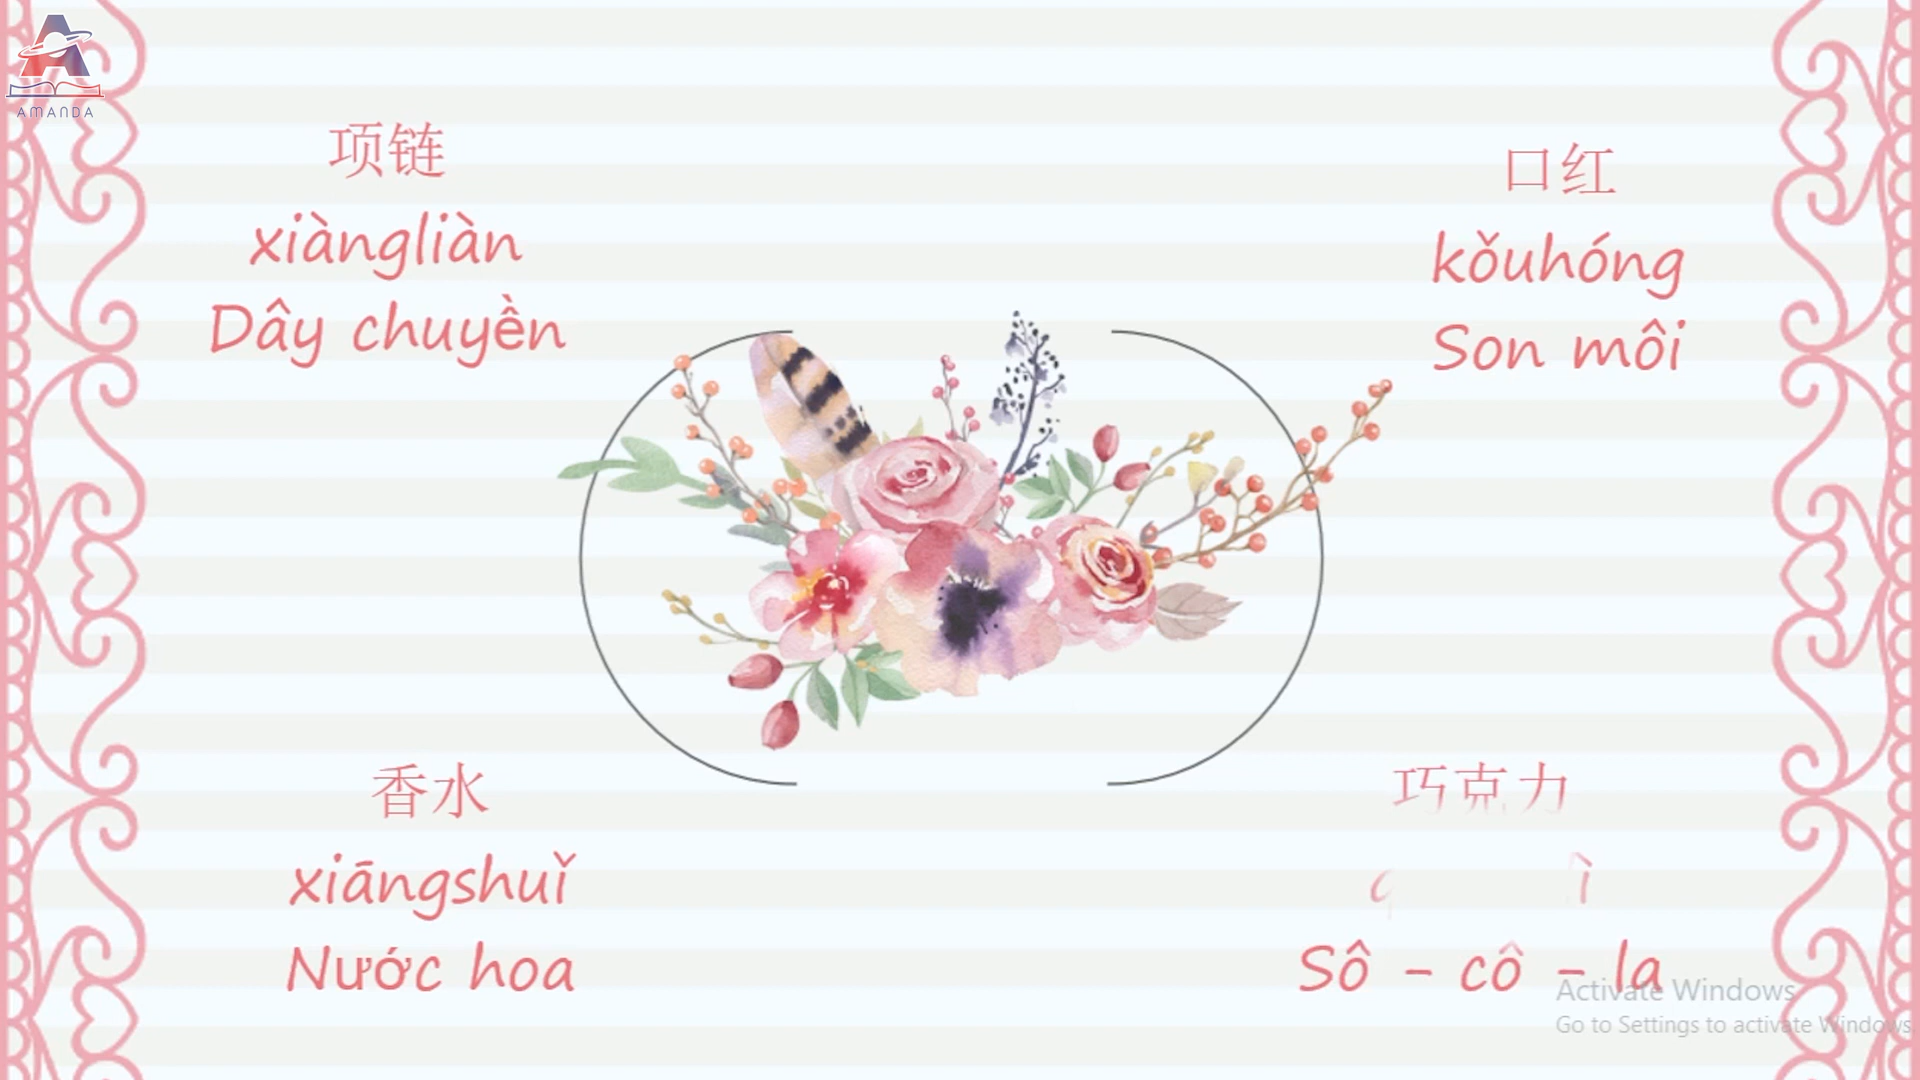 AMANDA
项链
xiàngliàn
Dây chuyền
口红
kǒuhóng
Son môi
香水
xiāngshuǐ
Nước hoa
巧克力
Sô - cô - la
Activate Windows
Go to Settings to activate Windows